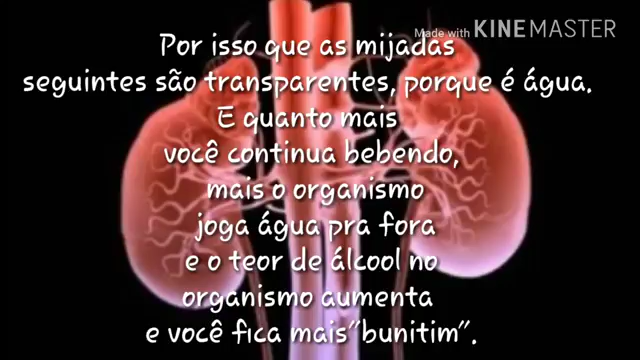 Made with KINEMASTER
Por isso que as mijadas
seguintes são transparentes, porque é água.
E quanto mais
você continua bebendo,
mais o organismo
joga água pra fora
e o teor de álcool no
organismo aumenta
e você fica mais"bunitim".